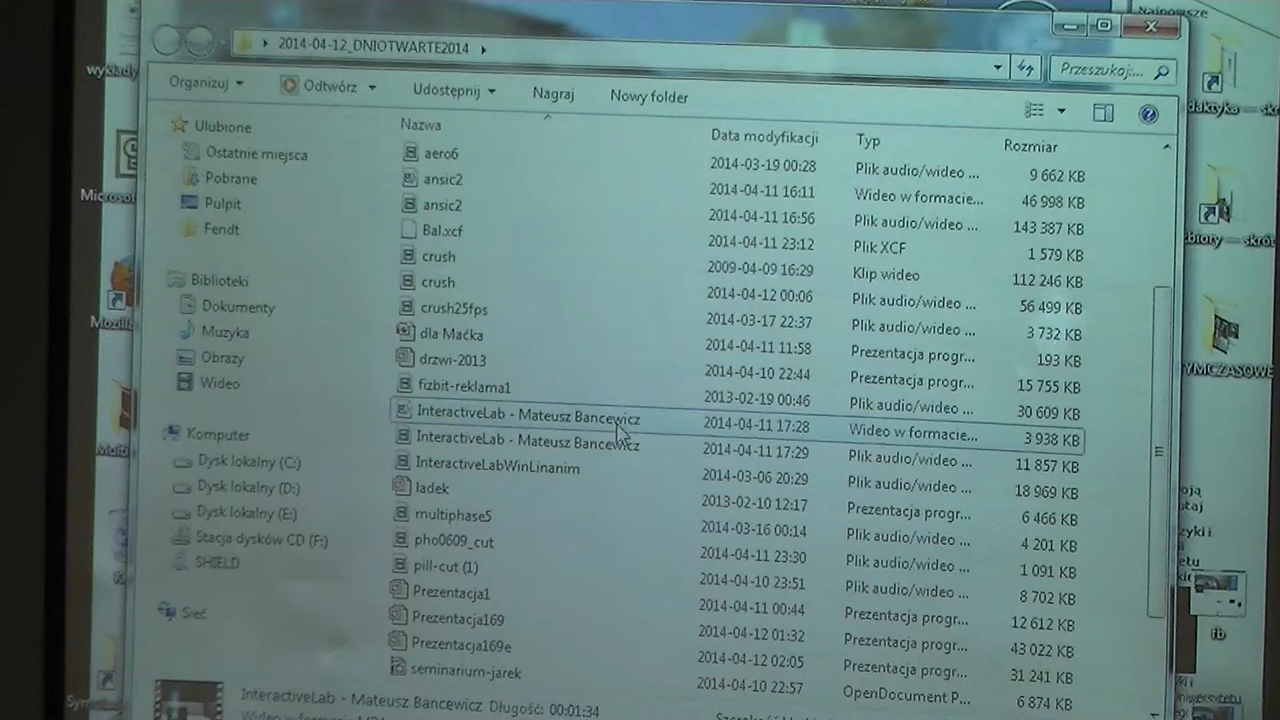 Najnowsze
wykłady
2014-04-12_DNIOTWARTE2014
Przeszukaj:...
Organizuj Odtwórz Udostępnij Nagraj Nowy folder
Nazwa Data modyfikacji Typ Rozmiar
aero6 2014-03-19 00:28 Plik audio/wideo ... 9 662 KB
ansic2 2014-04-11 16:11 Wideo w formacie... 46 998 KB
ansic2 2014-04-11 16:56 Plik audio/wideo ... 143 387 KB
Bal.xcf 2014-04-11 23:12 Plik XCF 1 579 KB
crush 2009-04-09 16:29 Klip wideo 112 246 KB
crush 2014-04-12 00:06 Plik audio/wideo ... 56 499 KB
crush25fps 2014-03-17 22:37 Plik audio/wideo ... 3 732 KB
dla Maćka 2014-04-11 11:58 Prezentacja progr... 193 KB
drzwi-2013 2014-04-10 22:44 Prezentacja progr... 15 755 KB
fizbit-reklama1 2013-02-19 00:46 Plik audio/wideo ... 30 609 KB
InteractiveLab - Mateusz Bancewicz 2014-04-11 17:28 Wideo w formacie... 3 938 KB
InteractiveLab - Mateusz Bancewicz 2014-04-11 17:29 Plik audio/wideo ... 11 857 KB
InteractiveLabWinLinanim 2014-03-06 20:29 Plik audio/wideo ... 18 969 KB
ladek 2013-02-10 12:17 Prezentacja progr... 6 466 KB
multiphase5 2014-03-16 00:14 Plik audio/wideo ... 4 201 KB
pho0609_cut 2014-04-11 23:30 Plik audio/wideo ... 1 091 KB
pill-cut (1) 2014-04-10 23:51 Plik audio/wideo ... 8 702 KB
Prezentacja1 2014-04-11 00:44 Prezentacja progr... 12 612 KB
Prezentacja169 2014-04-12 01:32 Prezentacja progr... 43 022 KB
Prezentacja169e 2014-04-12 02:05 Prezentacja progr... 31 241 KB
seminarium-jarek 2014-04-10 22:57 OpenDocument P... 6 874 KB
Ulubione
Ostatnie miejsca
Pobrane
Pulpit
Fendt
Biblioteki
Dokumenty
Muzyka
Obrazy
Wideo
Komputer
Dysk lokalny (C:)
Dysk lokalny (D:)
Dysk lokalny (E:)
Stacja dysków CD (F:)
SHIELD
Sieć
InteractiveLab - Mateusz Bancewicz Długość: 00:01:34
Microsof
Mozill
daktyka — skró
biory — skró
YMCZASOWE
fb